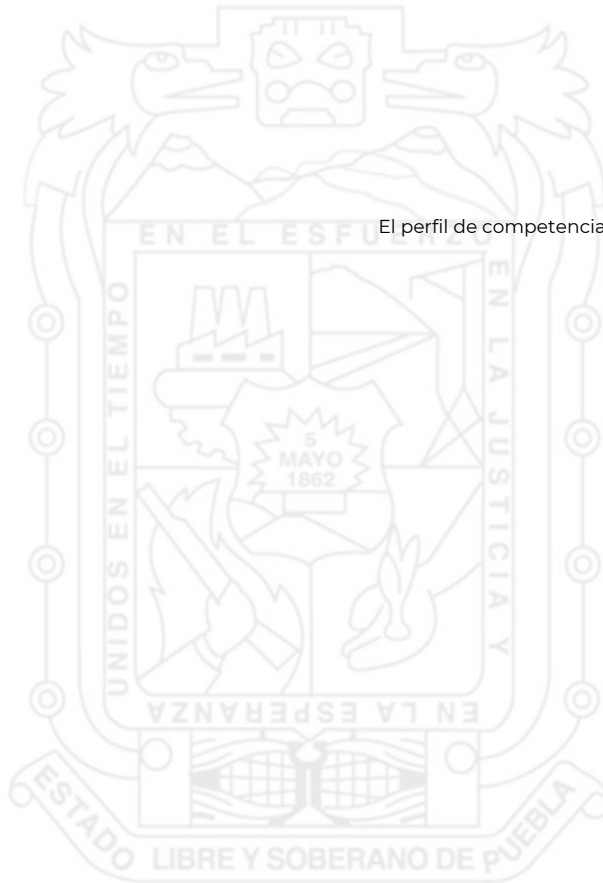 El perfil de competencia
EN EL ESFUERZO
UNIDOS EN EL TIEMPO
EN LA JUSTICIA Y
5
MAYO
1862
EN LA ESPERANZA
ESTADO LIBRE Y SOBERANO DE PUEBLA